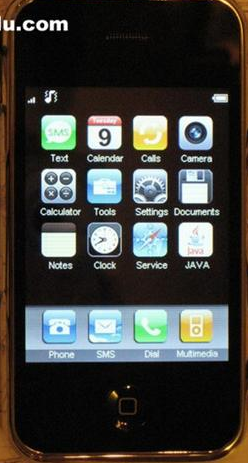 lu.com
SMS
Text
Tuesday
9
Calendar
Calls
Camera
Calculator
Tools
Settings
Documents
Notes
Clock
Service
Java
JAVA
Phone
SMS
Dial
Multimedia